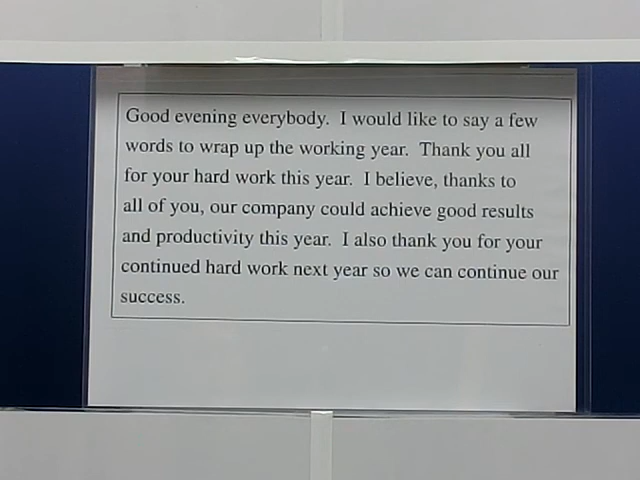 Good evening everybody.  I would like to say a few
words to wrap up the working year.  Thank you all
for your hard work this year.  I believe, thanks to
all of you, our company could achieve good results
and productivity this year.  I also thank you for your
continued hard work next year so we can continue our
success.